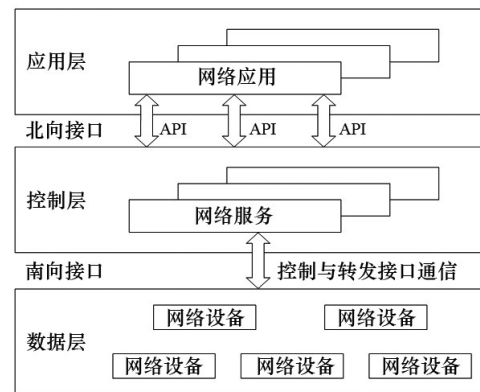 应用层
网络应用
北向接口
API
API
API
控制层
网络服务
南向接口
控制与转发接口通信
数据层
网络设备
网络设备
网络设备
网络设备
网络设备